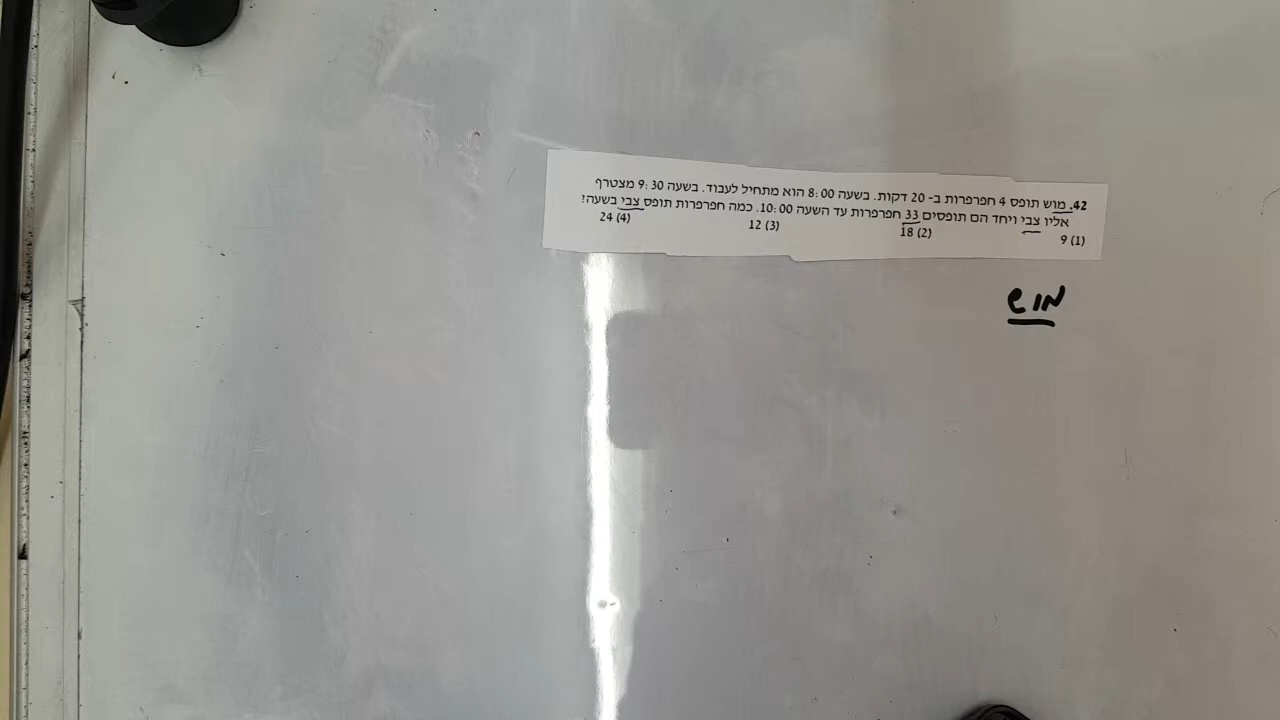 42. מוש תופס 4 חפרפרות ב- 20 דקות. בשעה 8:00 הוא מתחיל לעבוד. בשעה 9:30 מצטרף
אליו צבי ויחד הם תופסים 33 חפרפרות עד השעה 10:00. כמה חפרפרות תופס צבי בשעה?
(1) 9 (2) 18 (3) 12 (4) 24
מוש